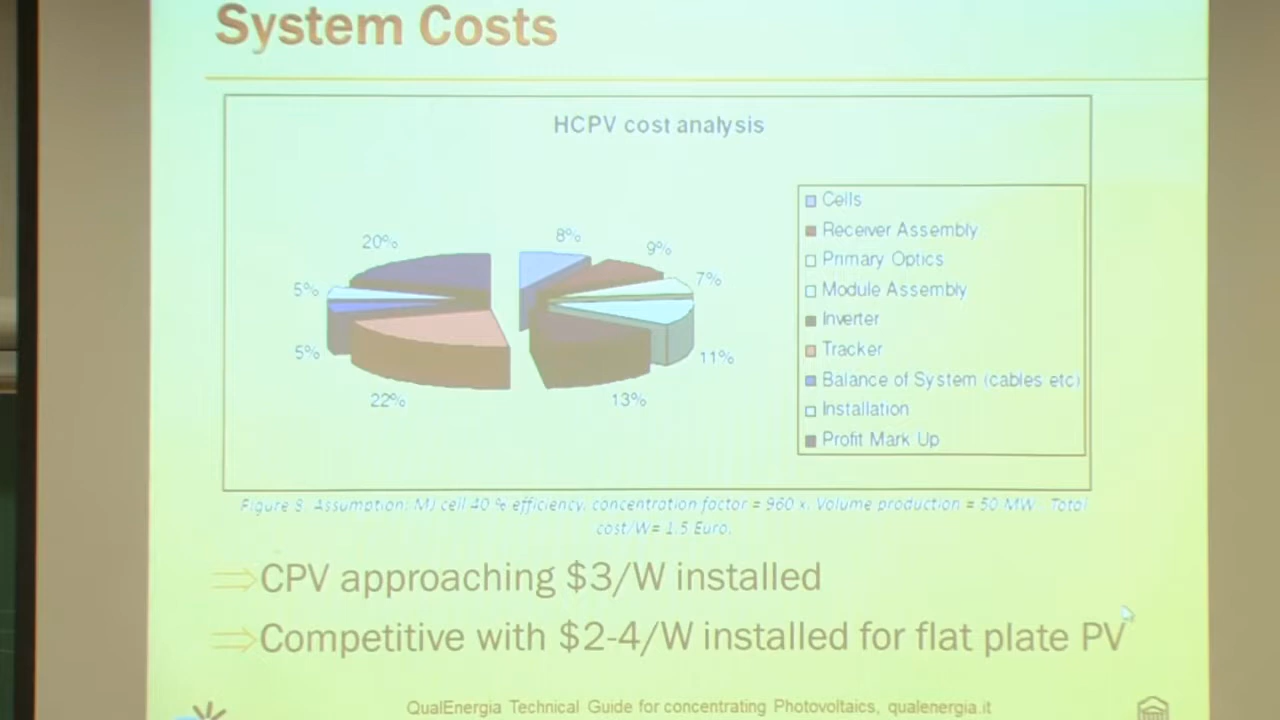 System Costs
HCPV cost analysis
20%
8%
9%
7%
5%
5%
11%
22%
13%
Cells
Receiver Assembly
Primary Optics
Module Assembly
Inverter
Tracker
Balance of System (cables etc)
Installation
Profit Mark Up
Figure 8. Assumption: MJ cell 40 % efficiency, concentration factor = 960 x. Volume production = 50 MW. Total
cost/W= 1.5 Euro.
⇒CPV approaching $3/W installed
⇒Competitive with $2-4/W installed for flat plate PV
QualEnergia Technical Guide for concentrating Photovoltaics, qualenergia.it